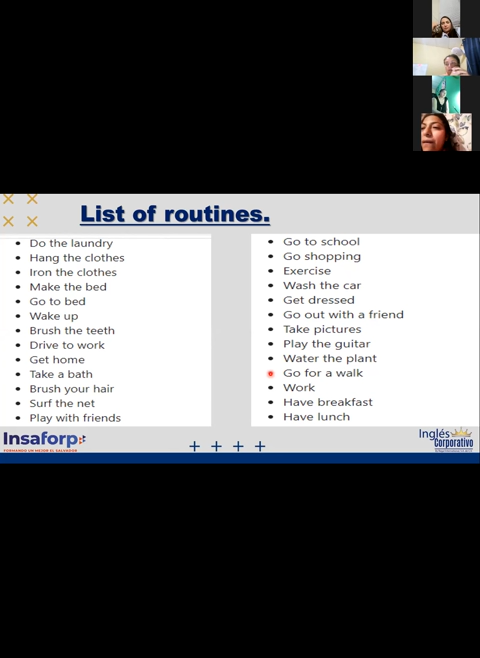 List of routines.
Do the laundry
Hang the clothes
Iron the clothes
Make the bed
Go to bed
Wake up
Brush the teeth
Drive to work
Get home
Take a bath
Brush your hair
Surf the net
Play with friends
Go to school
Go shopping
Exercise
Wash the car
Get dressed
Go out with a friend
Take pictures
Play the guitar
Water the plant
Go for a walk
Work
Have breakfast
Have lunch
Insaforp
FORMANDO UN MEJOR EL SALVADOR
Inglés
Corporativo